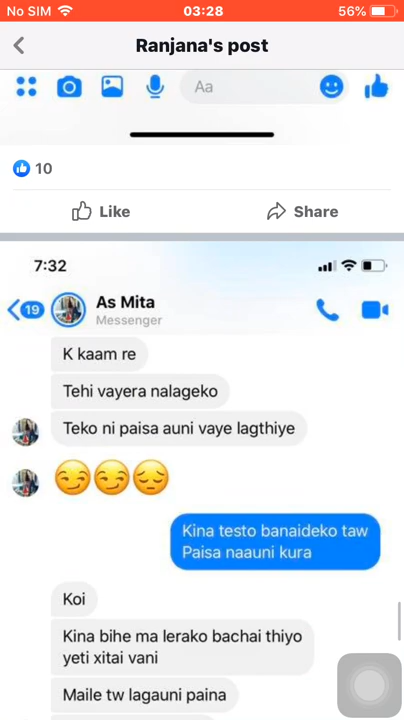 No SIM 03:28 56%
Ranjana's post
Aa
10
Like Share
7:32
19 As Mita
Messenger
K kaam re
Tehi vayera nalageko
Teko ni paisa auni vaye lagthiye
😏😏😔
Kina testo banaideko taw
Paisa naauni kura
Koi
Kina bihe ma lerako bachai thiyo
yeti xitai vani
Maile tw lagauni paina